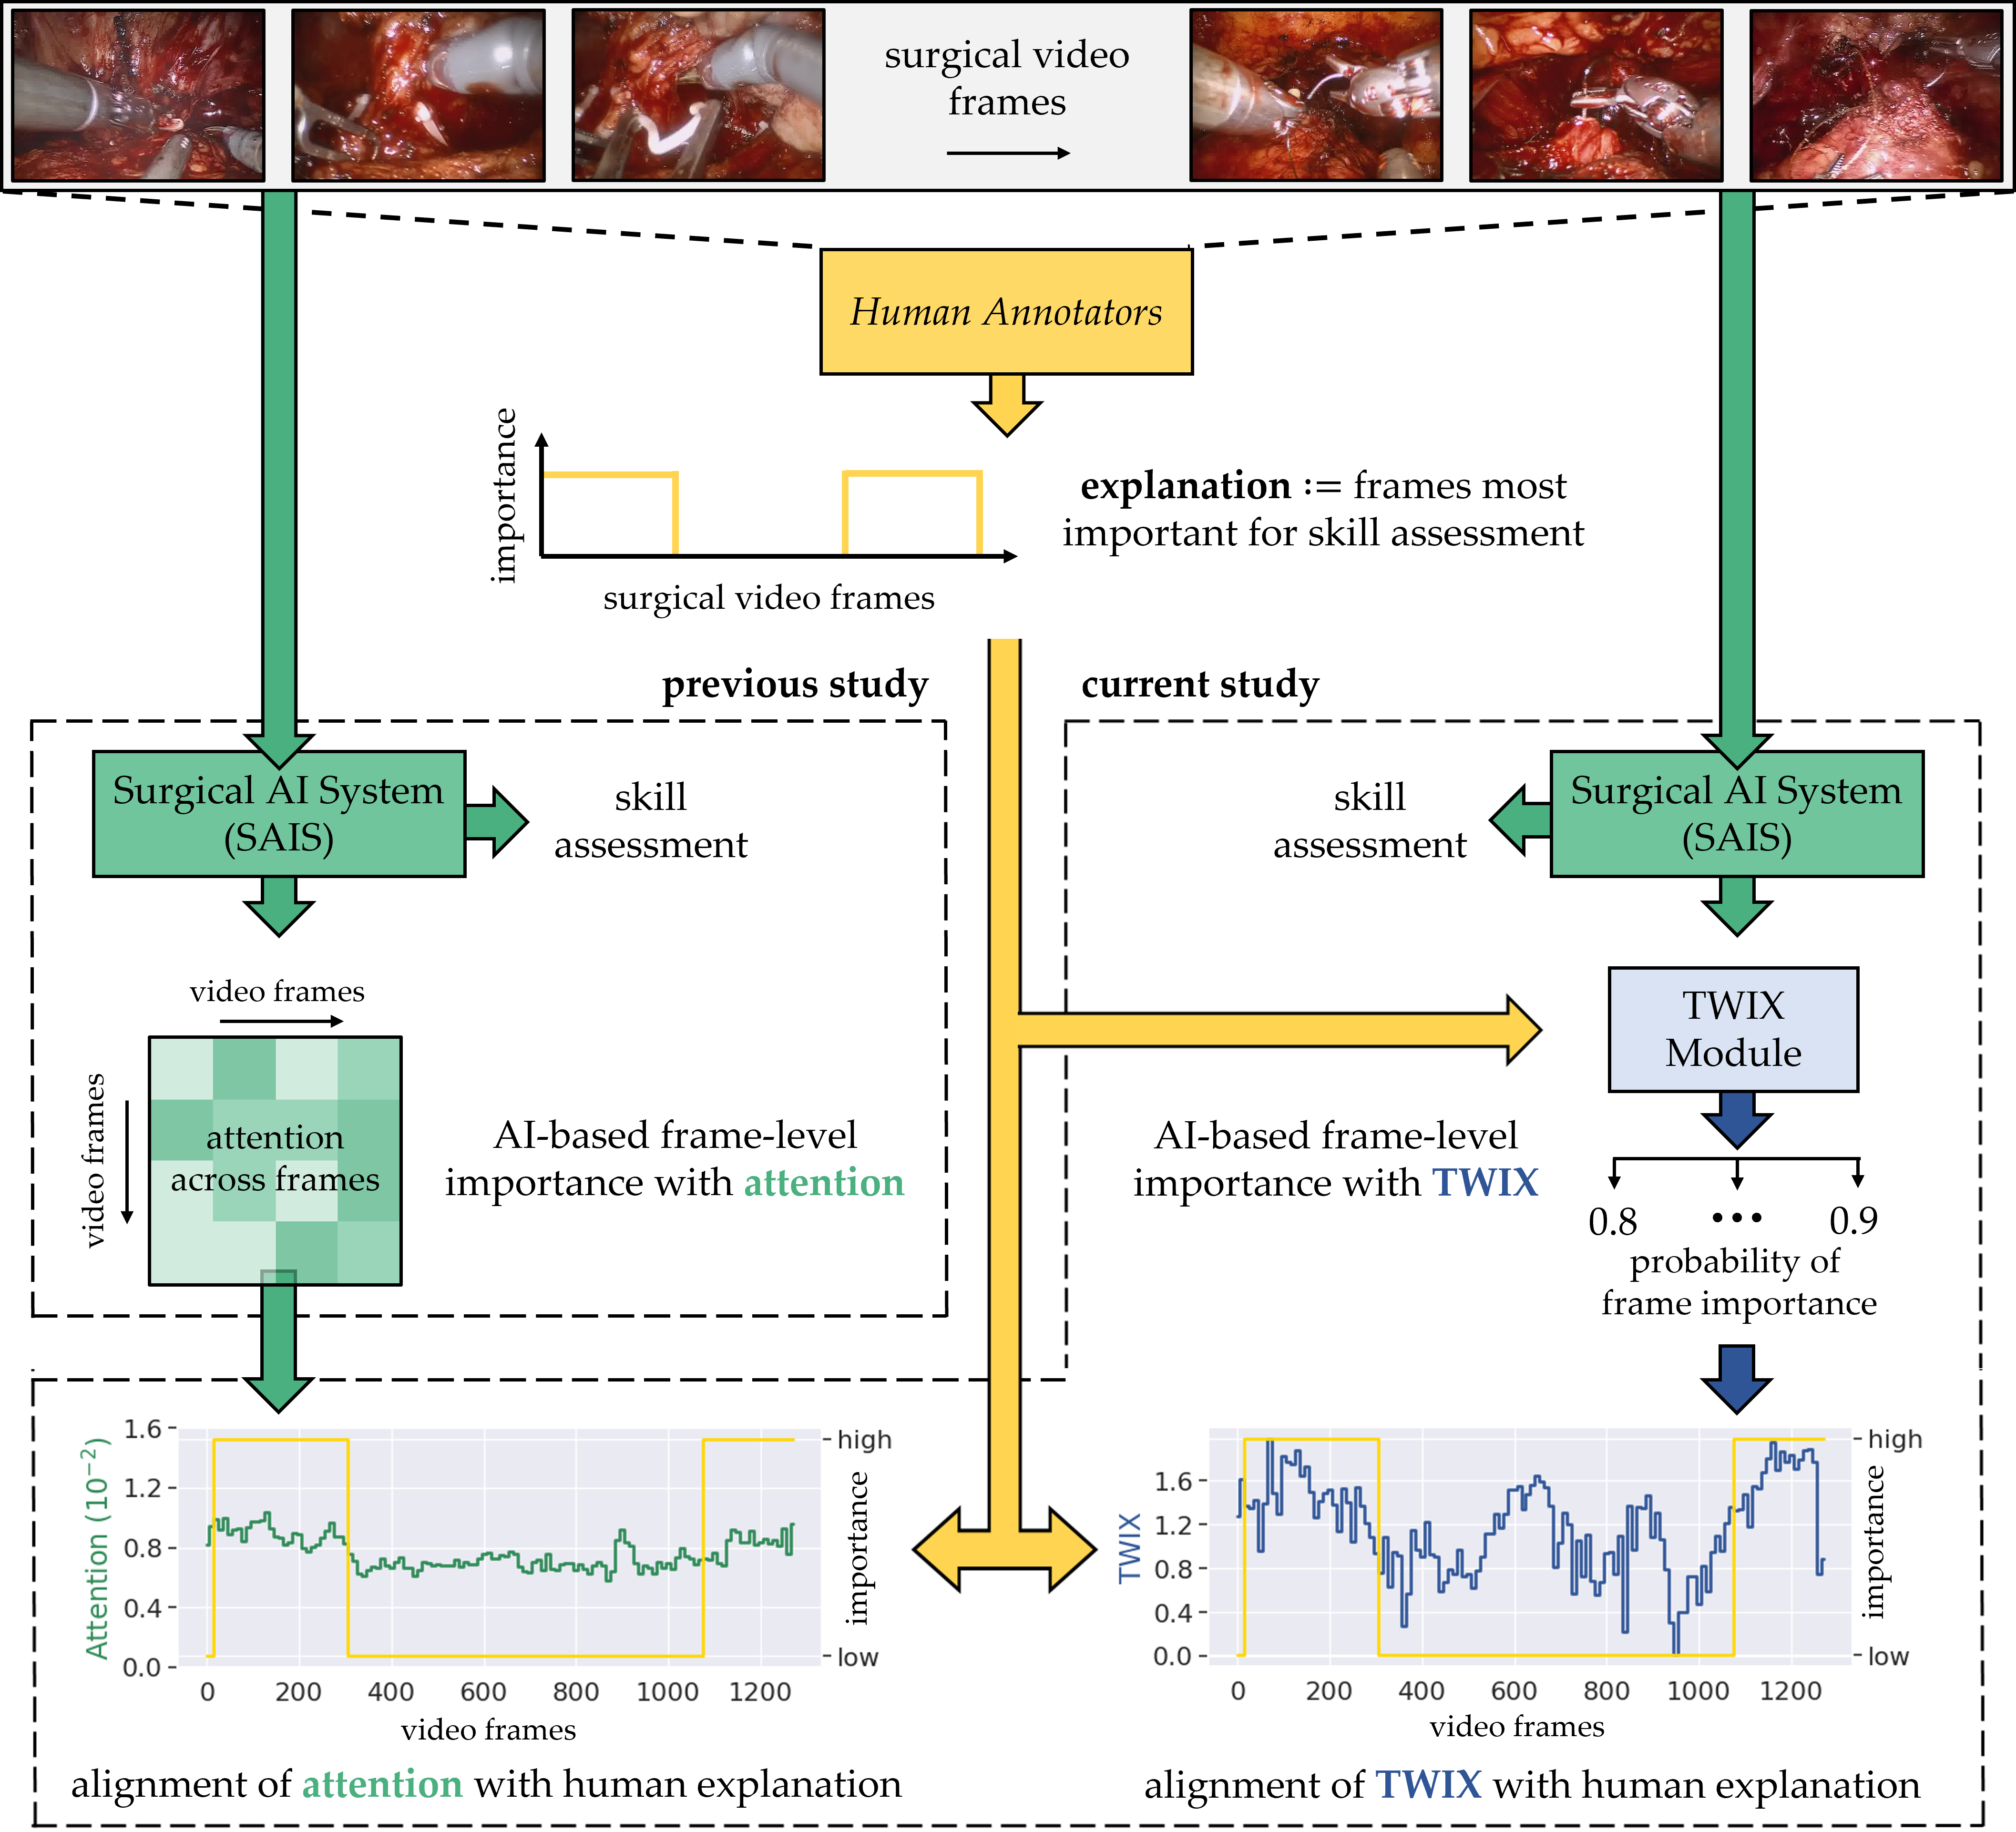 surgical video
frames
Human Annotators
importance
surgical video frames
explanation := frames most
important for skill assessment
previous study
current study
Surgical AI System
(SAIS)
skill
assessment
video frames
video frames
attention
across frames
AI-based frame-level
importance with attention
skill
assessment
Surgical AI System
(SAIS)
TWIX
Module
AI-based frame-level
importance with TWIX
0.8 ••• 0.9
probability of
frame importance
Attention (10⁻²)
1.6
1.2
0.8
0.4
0.0
high
low
importance
0 200 400 600 800 1000 1200
video frames
alignment of attention with human explanation
TWIX
1.6
1.2
0.8
0.4
0.0
high
low
importance
0 200 400 600 800 1000 1200
video frames
alignment of TWIX with human explanation